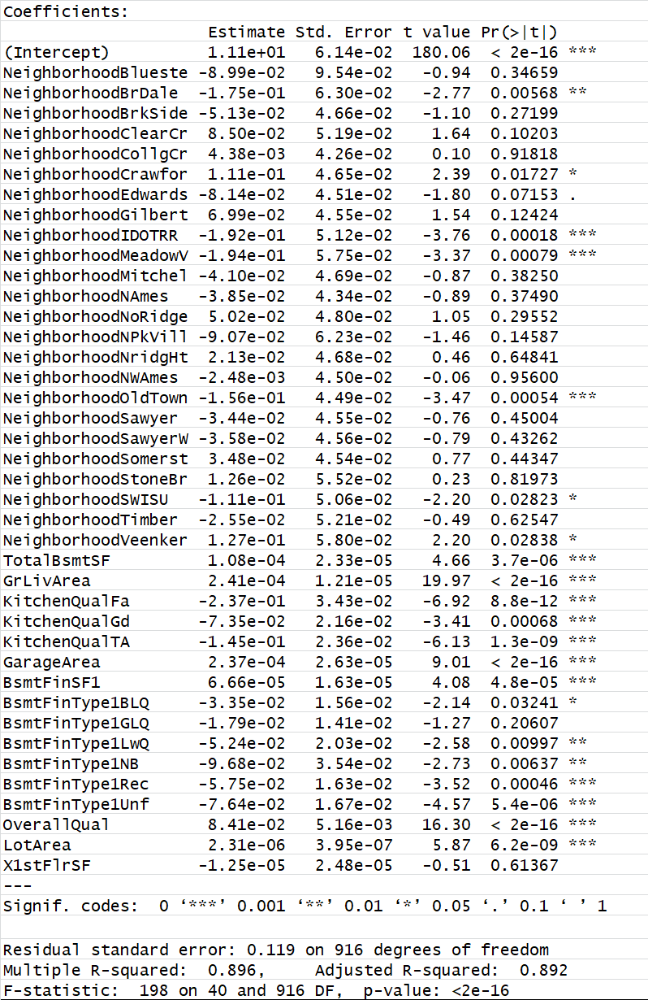 Coefficients:
                      Estimate Std. Error t value Pr(>|t|)
(Intercept)           1.11e+01   6.14e-02  180.06  < 2e-16 ***
NeighborhoodBlueste -8.99e-02   9.54e-02   -0.94  0.34659
NeighborhoodBrDale  -1.75e-01   6.30e-02   -2.77  0.00568 **
NeighborhoodBrkSide -5.13e-02   4.66e-02   -1.10  0.27199
NeighborhoodClearCr  8.50e-02   5.19e-02    1.64  0.10203
NeighborhoodCollgCr  4.38e-03   4.26e-02    0.10  0.91818
NeighborhoodCrawfor  1.11e-01   4.65e-02    2.39  0.01727 *
NeighborhoodEdwards -8.14e-02   4.51e-02   -1.80  0.07153 .
NeighborhoodGilbert  6.99e-02   4.55e-02    1.54  0.12424
NeighborhoodIDOTRR  -1.92e-01   5.12e-02   -3.76  0.00018 ***
NeighborhoodMeadowV -1.94e-01   5.75e-02   -3.37  0.00079 ***
NeighborhoodMitchel -4.10e-02   4.69e-02   -0.87  0.38250
NeighborhoodNAmes   -3.85e-02   4.34e-02   -0.89  0.37490
NeighborhoodNoRidge  5.02e-02   4.80e-02    1.05  0.29552
NeighborhoodNPkVill -9.07e-02   6.23e-02   -1.46  0.14587
NeighborhoodNridgHt  2.13e-02   4.68e-02    0.46  0.64841
NeighborhoodNWAmes  -2.48e-03   4.50e-02   -0.06  0.95600
NeighborhoodOldTown -1.56e-01   4.49e-02   -3.47  0.00054 ***
NeighborhoodSawyer  -3.44e-02   4.55e-02   -0.76  0.45004
NeighborhoodSawyerW -3.58e-02   4.56e-02   -0.79  0.43262
NeighborhoodSomerst  3.48e-02   4.54e-02    0.77  0.44347
NeighborhoodStoneBr  1.26e-02   5.52e-02    0.23  0.81973
NeighborhoodSWISU   -1.11e-01   5.06e-02   -2.20  0.02823 *
NeighborhoodTimber  -2.55e-02   5.21e-02   -0.49  0.62547
NeighborhoodVeenker  1.27e-01   5.80e-02    2.20  0.02838 *
TotalBsmtSF          1.08e-04   2.33e-05    4.66  3.7e-06 ***
GrLivArea            2.41e-04   1.21e-05   19.97  < 2e-16 ***
KitchenQualFa       -2.37e-01   3.43e-02   -6.92  8.8e-12 ***
KitchenQualGd       -7.35e-02   2.16e-02   -3.41  0.00068 ***
KitchenQualTA       -1.45e-01   2.36e-02   -6.13  1.3e-09 ***
GarageArea           2.37e-04   2.63e-05    9.01  < 2e-16 ***
BsmtFinSF1           6.66e-05   1.63e-05    4.08  4.8e-05 ***
BsmtFinType1BLQ     -3.35e-02   1.56e-02   -2.14  0.03241 *
BsmtFinType1GLQ     -1.79e-02   1.41e-02   -1.27  0.20607
BsmtFinType1LwQ     -5.24e-02   2.03e-02   -2.58  0.00997 **
BsmtFinType1NB      -9.68e-02   3.54e-02   -2.73  0.00637 **
BsmtFinType1Rec     -5.75e-02   1.63e-02   -3.52  0.00046 ***
BsmtFinType1Unf     -7.64e-02   1.67e-02   -4.57  5.4e-06 ***
OverallQual          8.41e-02   5.16e-03   16.30  < 2e-16 ***
LotArea              2.31e-06   3.95e-07    5.87  6.2e-09 ***
X1stFlrSF           -1.25e-05   2.48e-05   -0.51  0.61367
---
Signif. codes:  0 ‘***’ 0.001 ‘**’ 0.01 ‘*’ 0.05 ‘.’ 0.1 ‘ ’ 1
Residual standard error: 0.119 on 916 degrees of freedom
Multiple R-squared:  0.896,     Adjusted R-squared:  0.892
F-statistic:  198 on 40 and 916 DF,  p-value: <2e-16